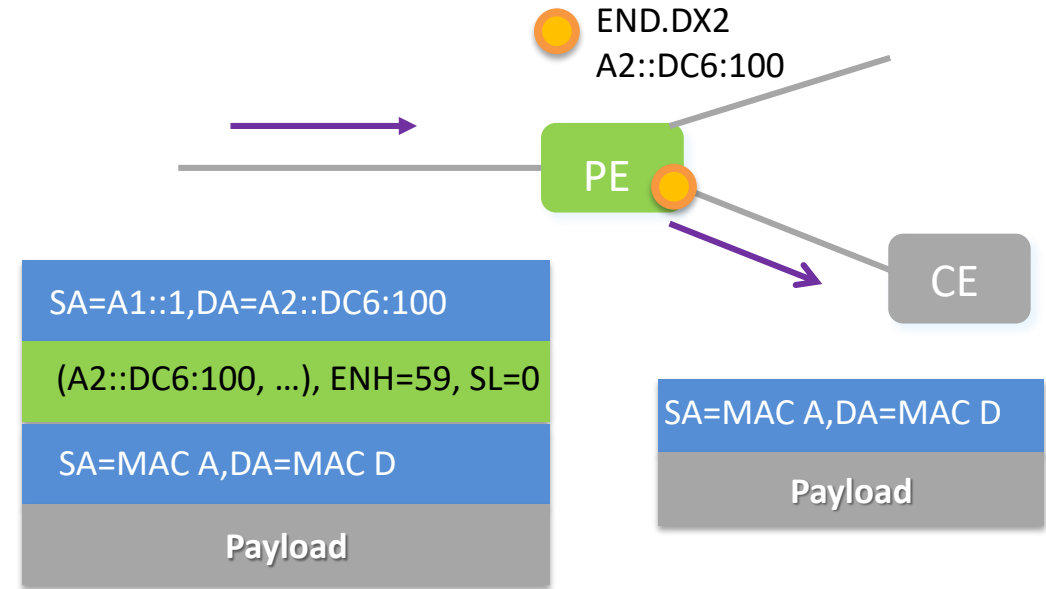 END.DX2
A2::DC6:100
PE
CE
SA=A1::1,DA=A2::DC6:100
(A2::DC6:100, ...), ENH=59, SL=0
SA=MAC A,DA=MAC D
Payload
SA=MAC A,DA=MAC D
Payload